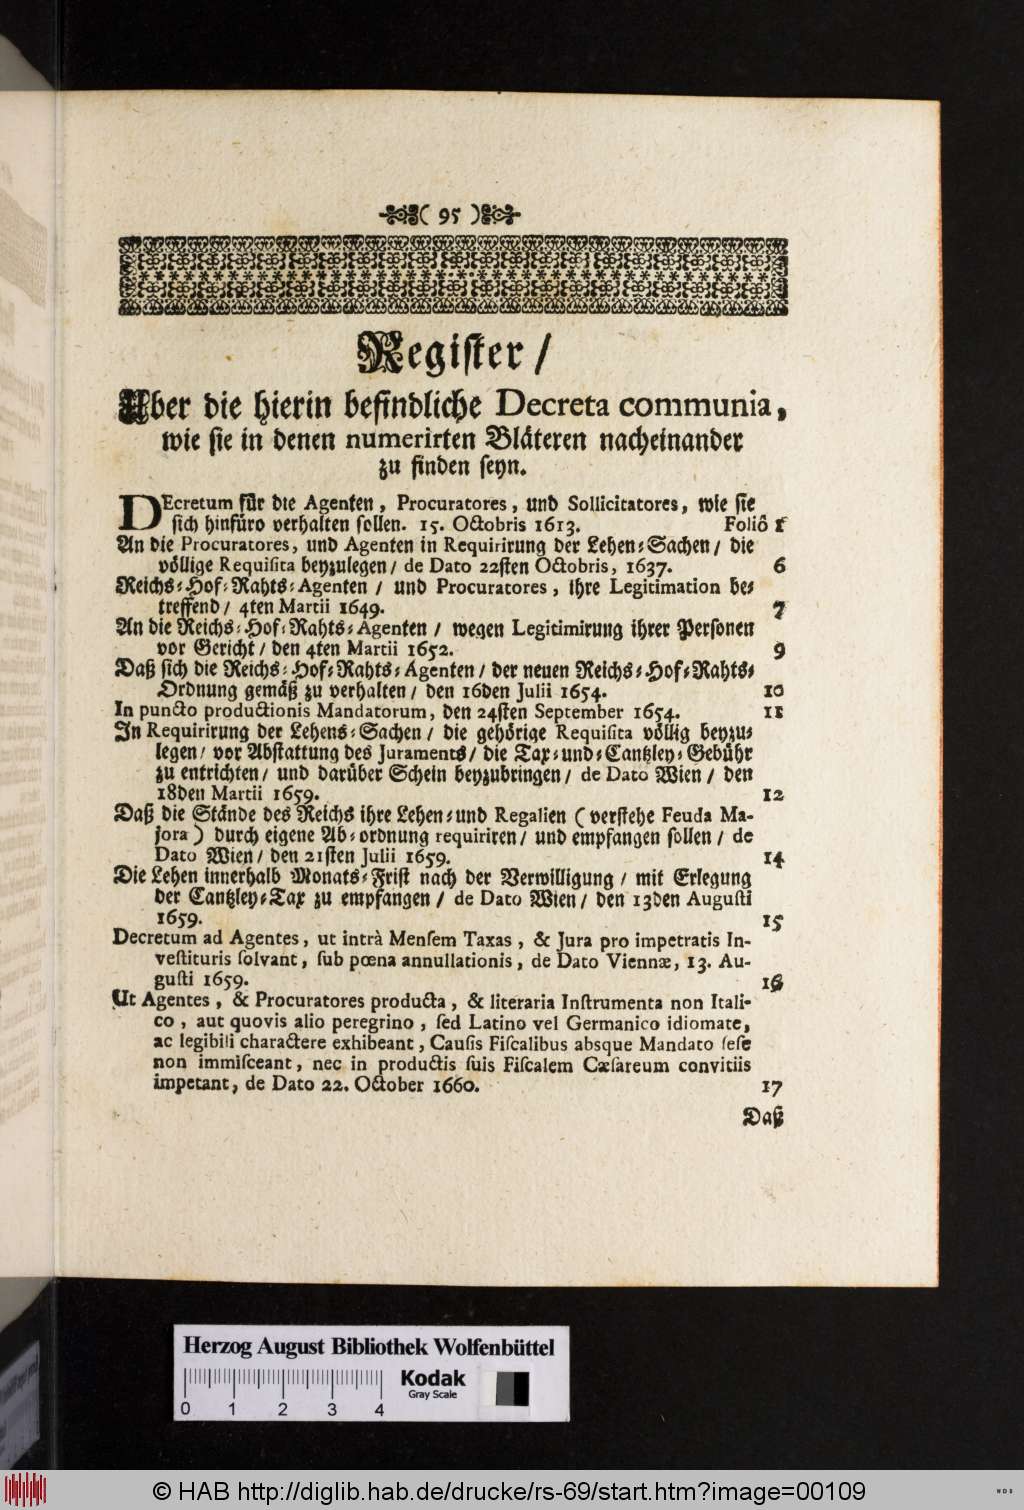 ( 95 )
Register /
Uber die hierin befindliche Decreta communia,
wie sie in denen numerirten Bläteren nacheinander
zu finden seyn.
DEcretum für die Agenten, Procuratores, und Sollicitatores, wie sie
sich hinfüro verhalten sollen. 15. Octobris 1613. Foliô 1
An die Procuratores, und Agenten in Requirirung der Lehen-Sachen / die
völlige Requisita beyzulegen / de Dato 22sten Octobris, 1637. 6
Reichs-Hof-Rahts-Agenten / und Procuratores, ihre Legitimation be-
treffend / 4ten Martii 1649. 7
An die Reichs-Hof-Rahts-Agenten / wegen Legitimirung ihrer Personen
vor Gericht / den 4ten Martii 1652. 9
Daß sich die Reichs-Hof-Rahts-Agenten / der neuen Reichs-Hof-Rahts-
Ordnung gemäß zu verhalten / den 16den Julii 1654. 10
In puncto productionis Mandatorum, den 24sten September 1654. 11
In Requirirung der Lehens-Sachen / die gehörige Requisita völlig beyzu-
legen / vor Abstattung des Juraments / die Tax-und-Cantzley-Gebühr
zu entrichten / und darüber Schein beyzubringen / de Dato Wien / den
18den Martii 1659. 12
Daß die Stände des Reichs ihre Lehen-und Regalien ( verstehe Feuda Ma-
jora ) durch eigene Ab-ordnung requiriren / und empfangen sollen / de
Dato Wien / den 21sten Julii 1659. 14
Die Lehen innerhalb Monats-Frist nach der Verwilligung / mit Erlegung
der Cantzley-Tax zu empfangen / de Dato Wien / den 13den Augusti
1659. 15
Decretum ad Agentes, ut intrà Mensem Taxas, & Jura pro impetratis In-
vestituris solvant, sub pœna annullationis, de Dato Viennæ, 13. Au-
gusti 1659. 16
Ut Agentes, & Procuratores producta, & literaria Instrumenta non Itali-
co, aut quovis alio peregrino, sed Latino vel Germanico idiomate,
ac legibili charactere exhibeant, Causis Fiscalibus absque Mandato sese
non immisceant, nec in productis suis Fiscalem Cæsareum convitiis
impetant, de Dato 22. October 1660. 17
Daß
Herzog August Bibliothek Wolfenbüttel
Kodak
Gray Scale
0 1 2 3 4
© HAB http://diglib.hab.de/drucke/rs-69/start.htm?image=00109